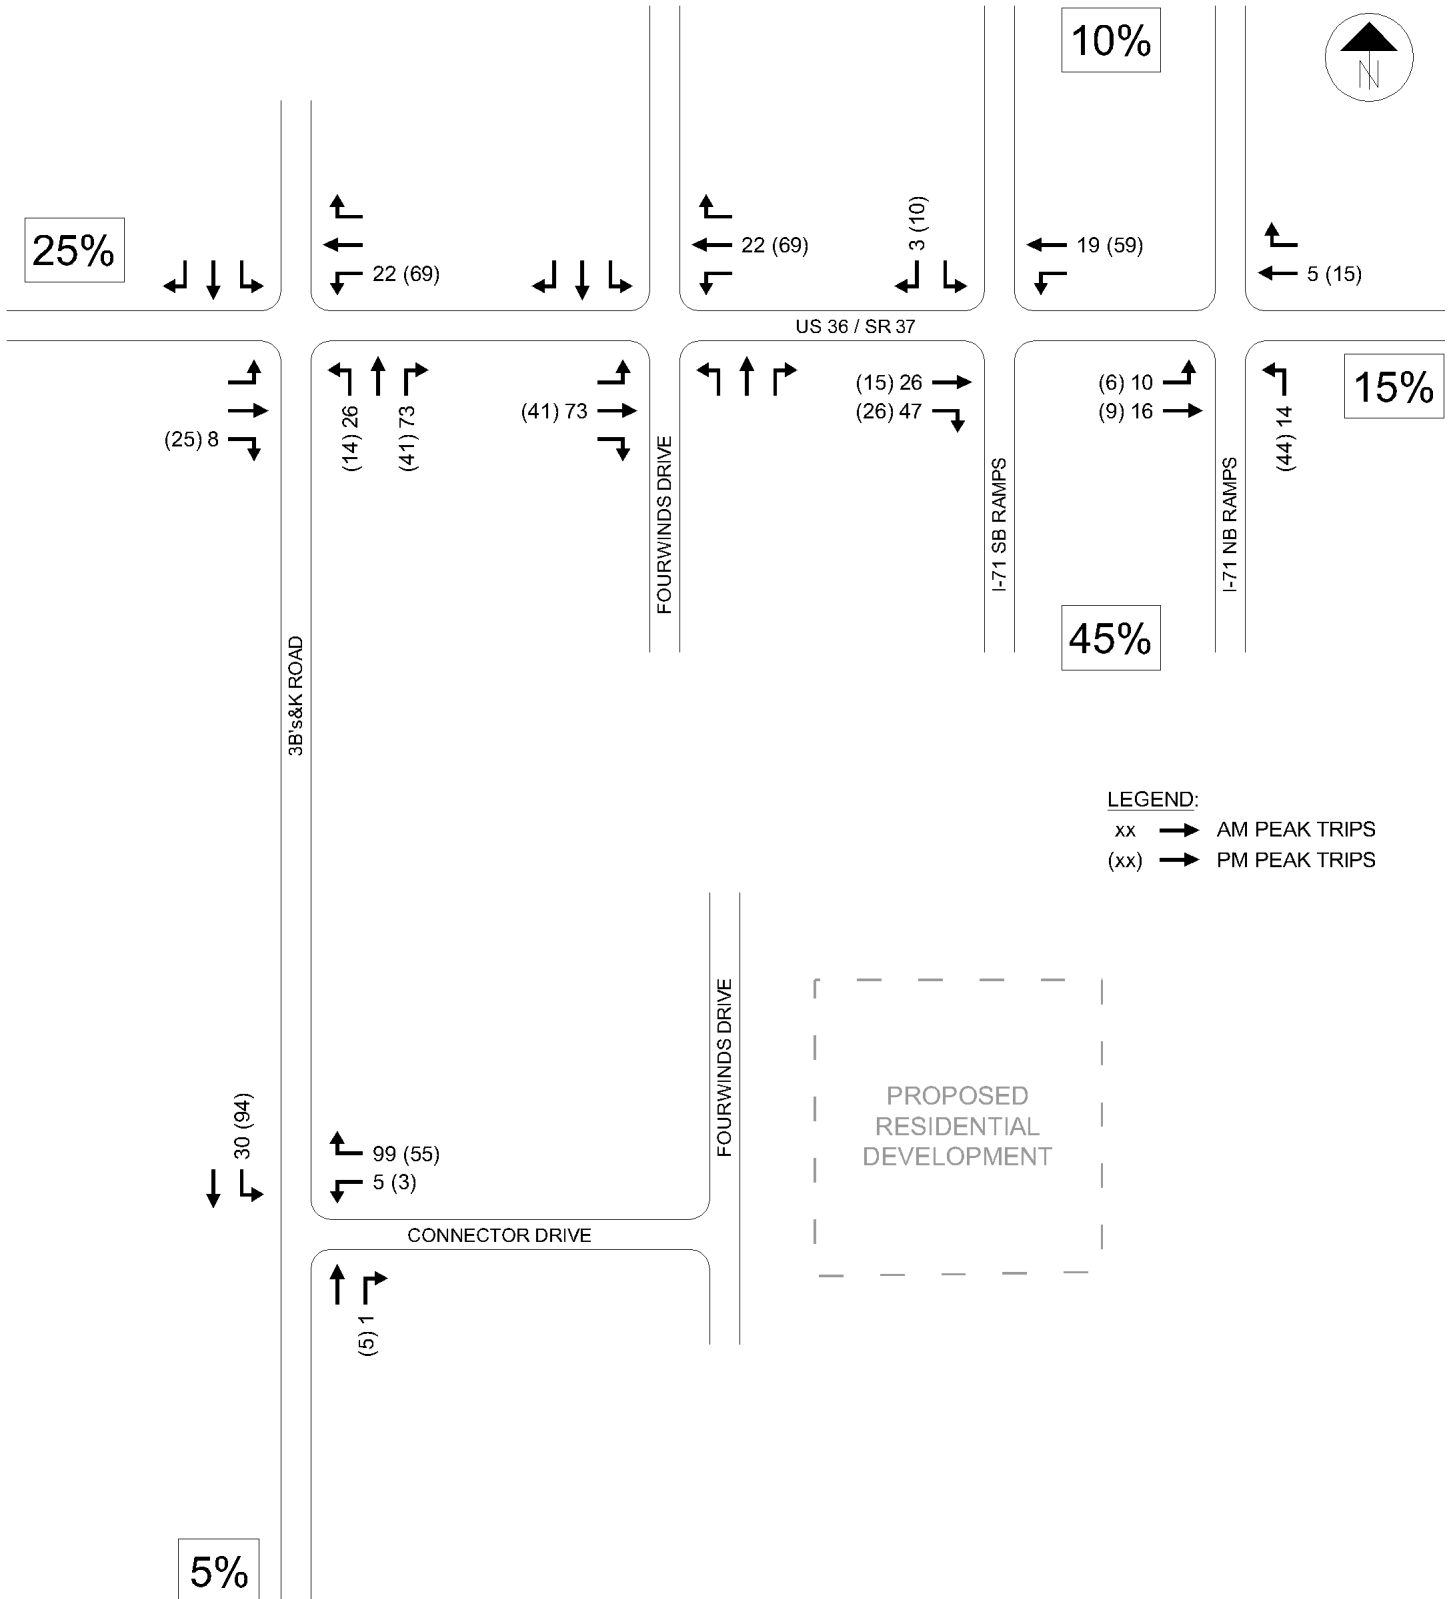 10%
N
25%
22 (69)
22 (69)
3 (10)
19 (59)
5 (15)
US 36 / SR 37
(25) 8
(14) 26
(41) 73
(41) 73
(15) 26
(26) 47
(6) 10
(9) 16
(44) 14
15%
FOURWINDS DRIVE
I-71 SB RAMPS
I-71 NB RAMPS
45%
3B's&K ROAD
LEGEND:
xx AM PEAK TRIPS
(xx) PM PEAK TRIPS
FOURWINDS DRIVE
PROPOSED
RESIDENTIAL
DEVELOPMENT
30 (94)
99 (55)
5 (3)
CONNECTOR DRIVE
(5) 1
5%